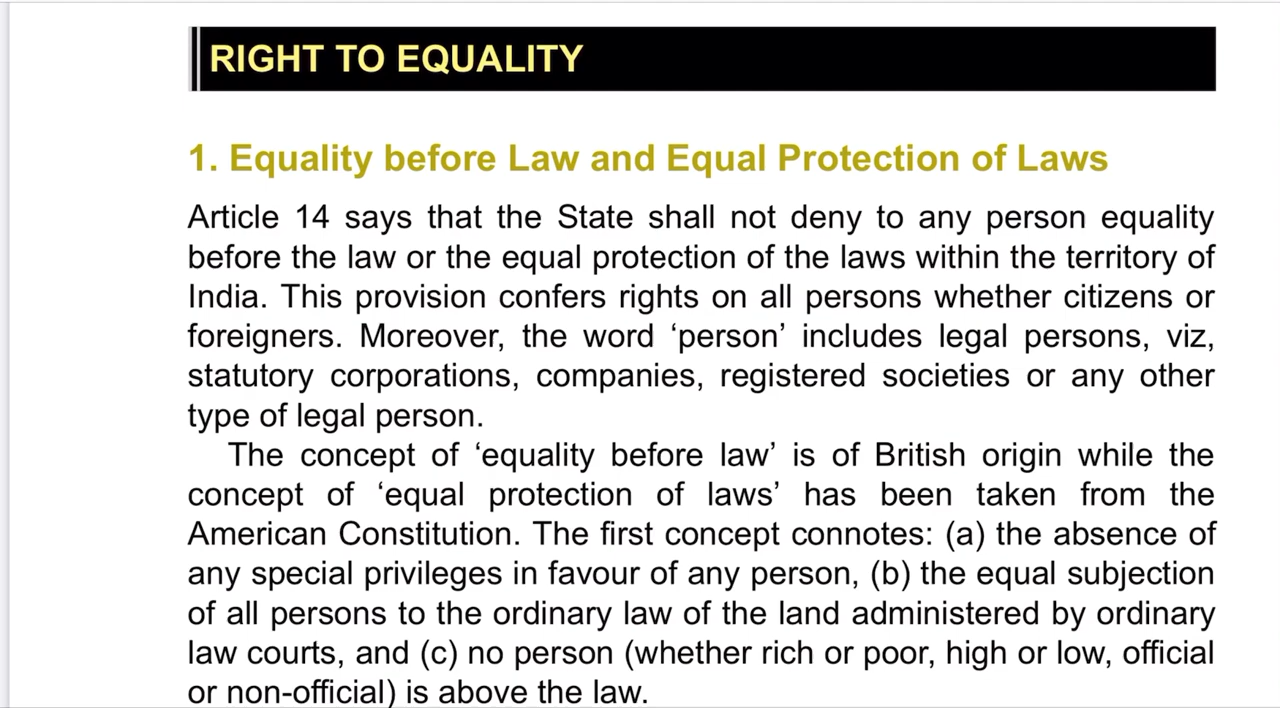 RIGHT TO EQUALITY
1. Equality before Law and Equal Protection of Laws
Article 14 says that the State shall not deny to any person equality
before the law or the equal protection of the laws within the territory of
India. This provision confers rights on all persons whether citizens or
foreigners. Moreover, the word ‘person’ includes legal persons, viz,
statutory corporations, companies, registered societies or any other
type of legal person.
The concept of ‘equality before law’ is of British origin while the
concept of ‘equal protection of laws’ has been taken from the
American Constitution. The first concept connotes: (a) the absence of
any special privileges in favour of any person, (b) the equal subjection
of all persons to the ordinary law of the land administered by ordinary
law courts, and (c) no person (whether rich or poor, high or low, official
or non-official) is above the law.